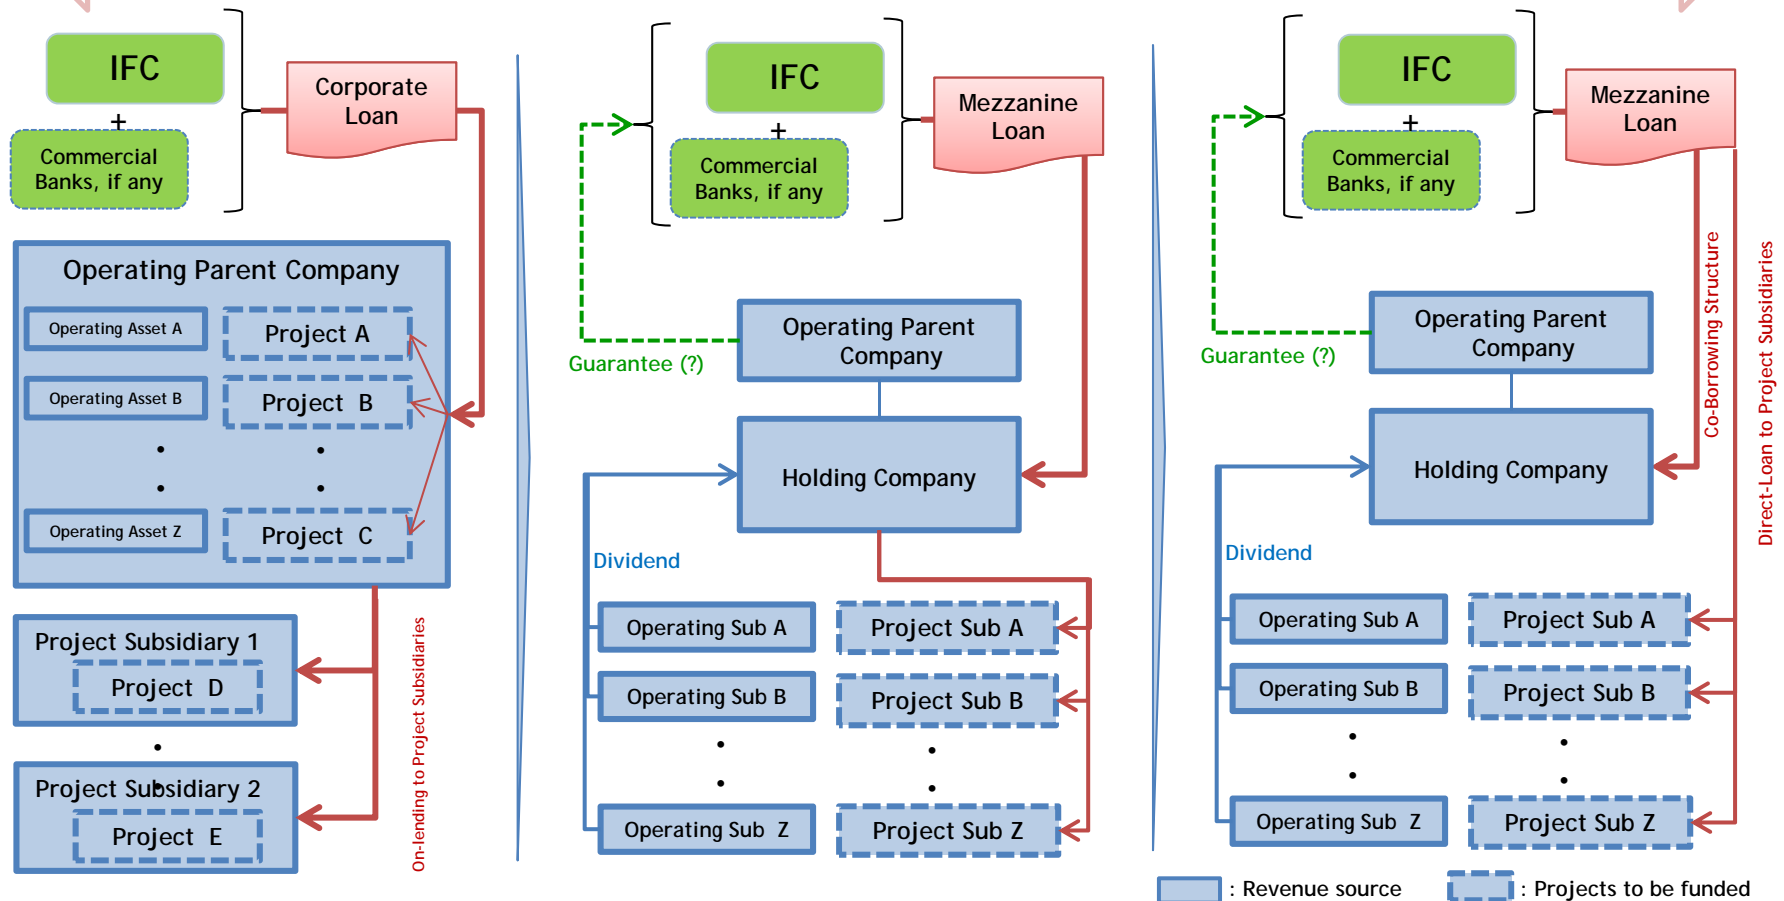 IFC
+
Commercial
Banks, if any
Corporate
Loan
Operating Parent Company
Operating Asset A
Project A
Operating Asset B
Project B
Operating Asset Z
Project C
Project Subsidiary 1
Project D
Project Subsidiary 2
Project E
On-lending to Project Subsidiaries
IFC
+
Commercial
Banks, if any
Mezzanine
Loan
Guarantee (?)
Operating Parent
Company
Holding Company
Dividend
Operating Sub A
Project Sub A
Operating Sub B
Project Sub B
Operating Sub Z
Project Sub Z
IFC
+
Commercial
Banks, if any
Mezzanine
Loan
Co-Borrowing Structure
Direct-Loan to Project Subsidiaries
Guarantee (?)
Operating Parent
Company
Holding Company
Dividend
Operating Sub A
Project Sub A
Operating Sub B
Project Sub B
Operating Sub Z
Project Sub Z
: Revenue source
: Projects to be funded